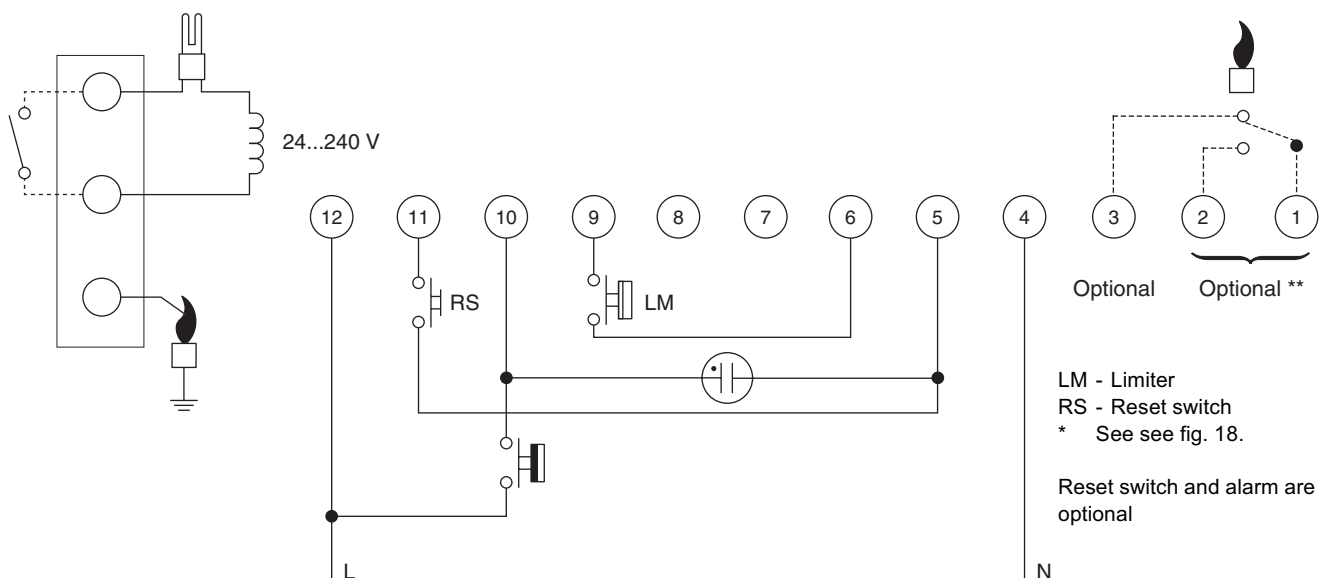 24...240 V
12 11 10 9 8 7 6 5 4 3 2 1
RS
LM
Optional Optional **
LM - Limiter
RS - Reset switch
* See see fig. 18.
Reset switch and alarm are
optional
L
N